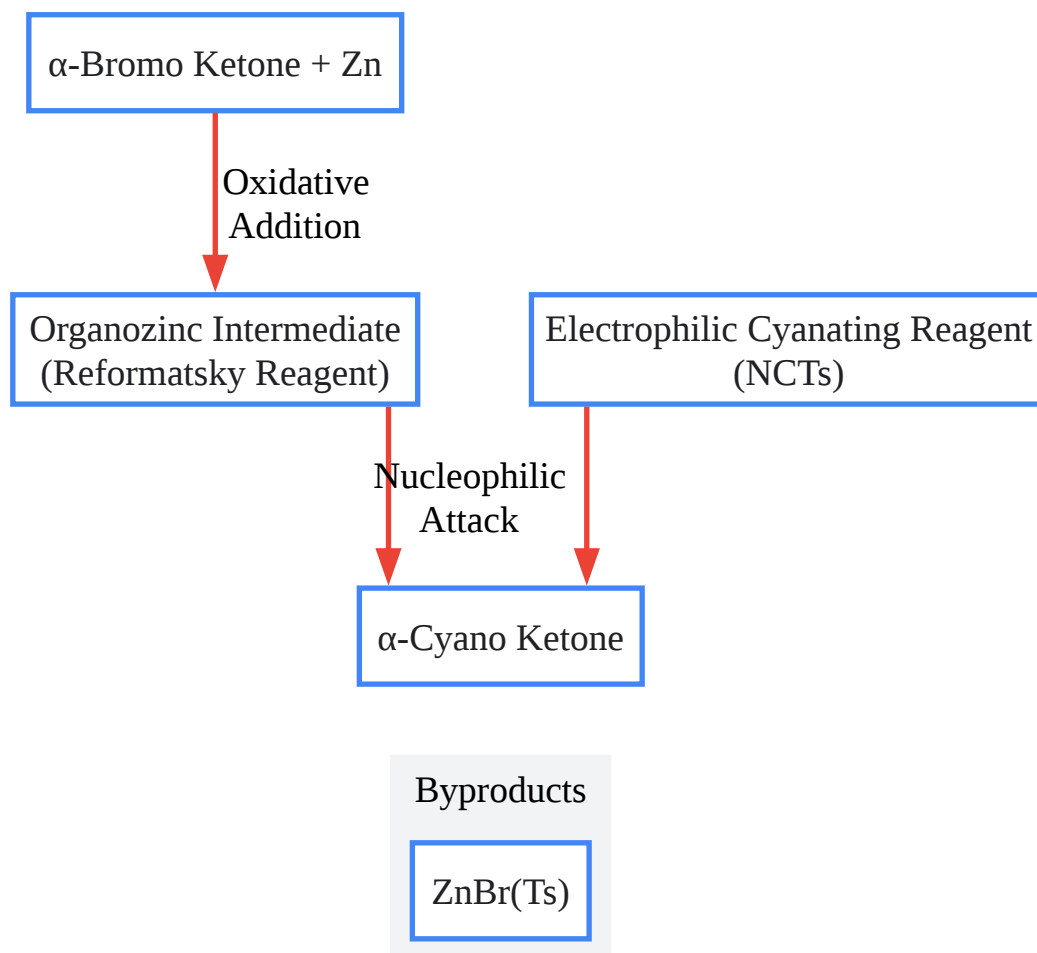 α-Bromo Ketone + Zn
Oxidative
Addition
Organozinc Intermediate
(Reformatsky Reagent)
Electrophilic Cyanating Reagent
(NCTs)
Nucleophilic
Attack
α-Cyano Ketone
Byproducts
ZnBr(Ts)